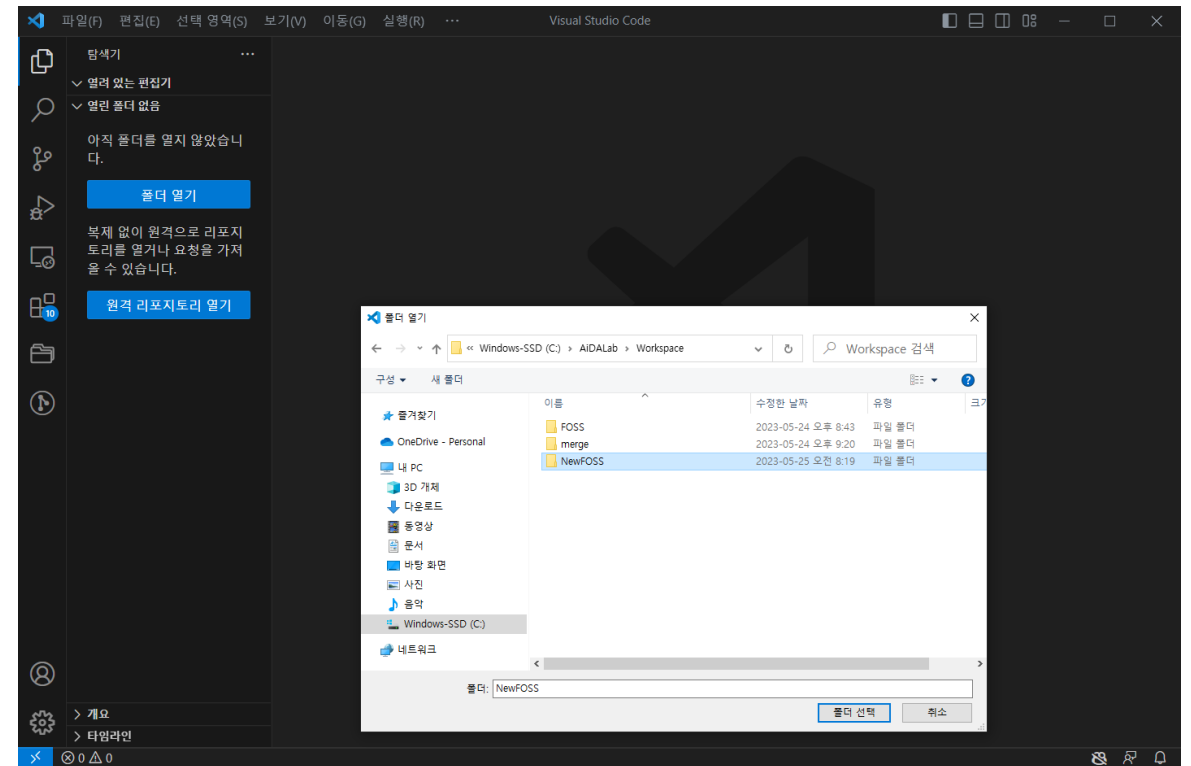 파일(F) 편집(E) 선택 영역(S) 보기(V) 이동(G) 실행(R) ··· Visual Studio Code
탐색기 ···
열려 있는 편집기
열린 폴더 없음
아직 폴더를 열지 않았습니
다.
폴더 열기
복제 없이 원격으로 리포지
토리를 열거나 요청을 가져
올 수 있습니다.
원격 리포지토리 열기
10
폴더 열기
« Windows-SSD (C:) › AiDALab › Workspace Workspace 검색
구성 새 폴더
이름 수정한 날짜 유형 크기
즐겨찾기
OneDrive - Personal
내 PC
3D 개체
다운로드
동영상
문서
바탕 화면
사진
음악
Windows-SSD (C:)
네트워크
FOSS 2023-05-24 오후 8:43 파일 폴더
merge 2023-05-24 오후 9:20 파일 폴더
NewFOSS 2023-05-25 오전 8:19 파일 폴더
폴더: NewFOSS
폴더 선택 취소
개요
타임라인
0 0